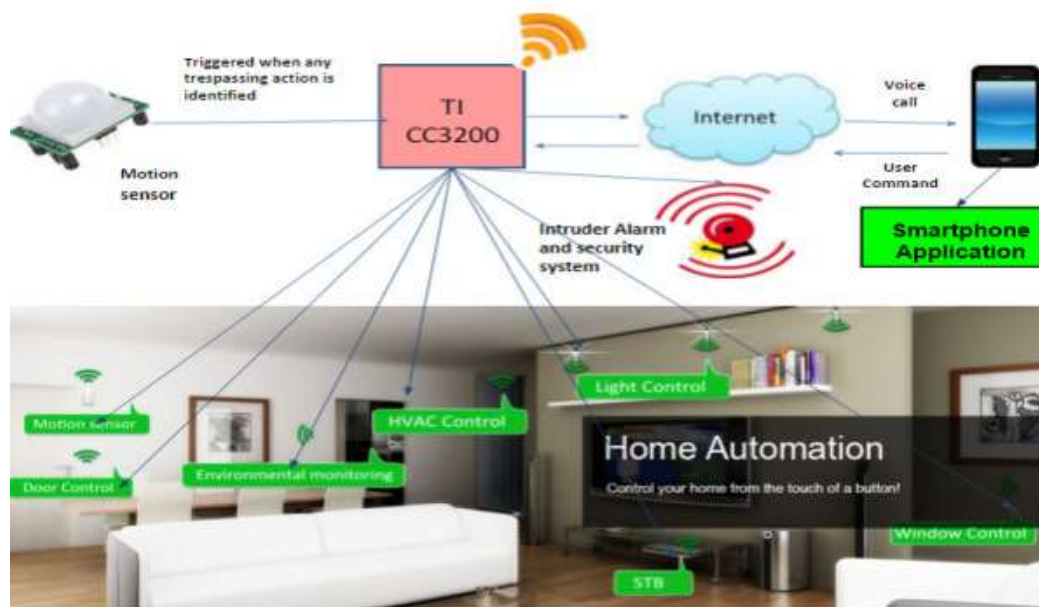 Triggered when any
trespassing action is
identified
TI
CC3200
Internet
Voice
call
Motion
sensor
User
Command
Intruder Alarm
and security
system
Smartphone
Application
Light Control
Motion sensor
HVAC Control
Home Automation
Environmental monitoring
Door Control
Control your home from the touch of a button!
Window Control
STB